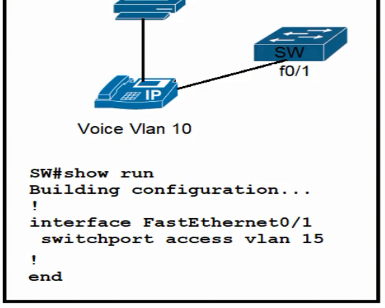 SW
f0/1
IP
Voice Vlan 10
SW#show run
Building configuration...
!
interface FastEthernet0/1
 switchport access vlan 15
!
end